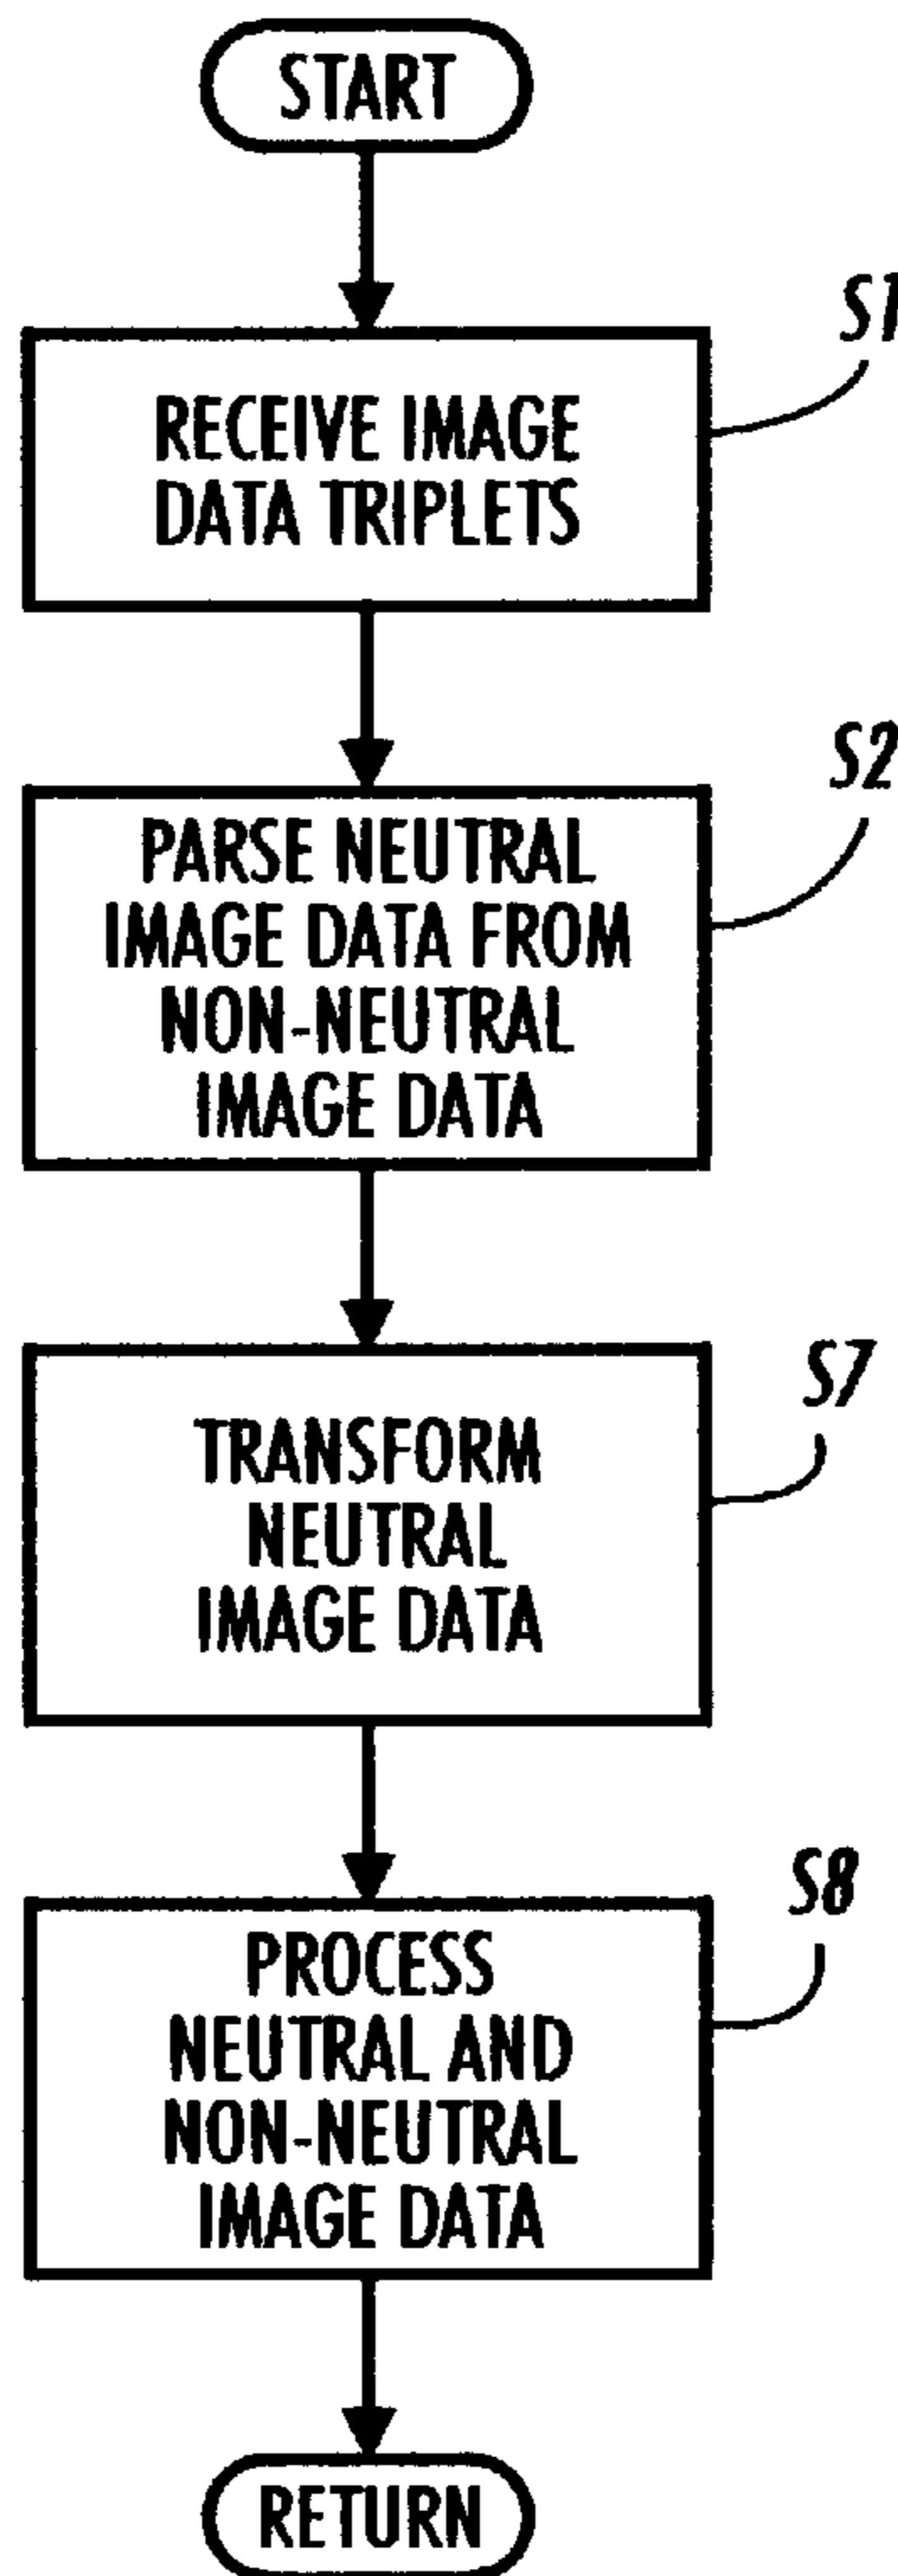 START
S1
RECEIVE IMAGE
DATA TRIPLETS
S2
PARSE NEUTRAL
IMAGE DATA FROM
NON-NEUTRAL
IMAGE DATA
S7
TRANSFORM
NEUTRAL
IMAGE DATA
S8
PROCESS
NEUTRAL AND
NON-NEUTRAL
IMAGE DATA
RETURN